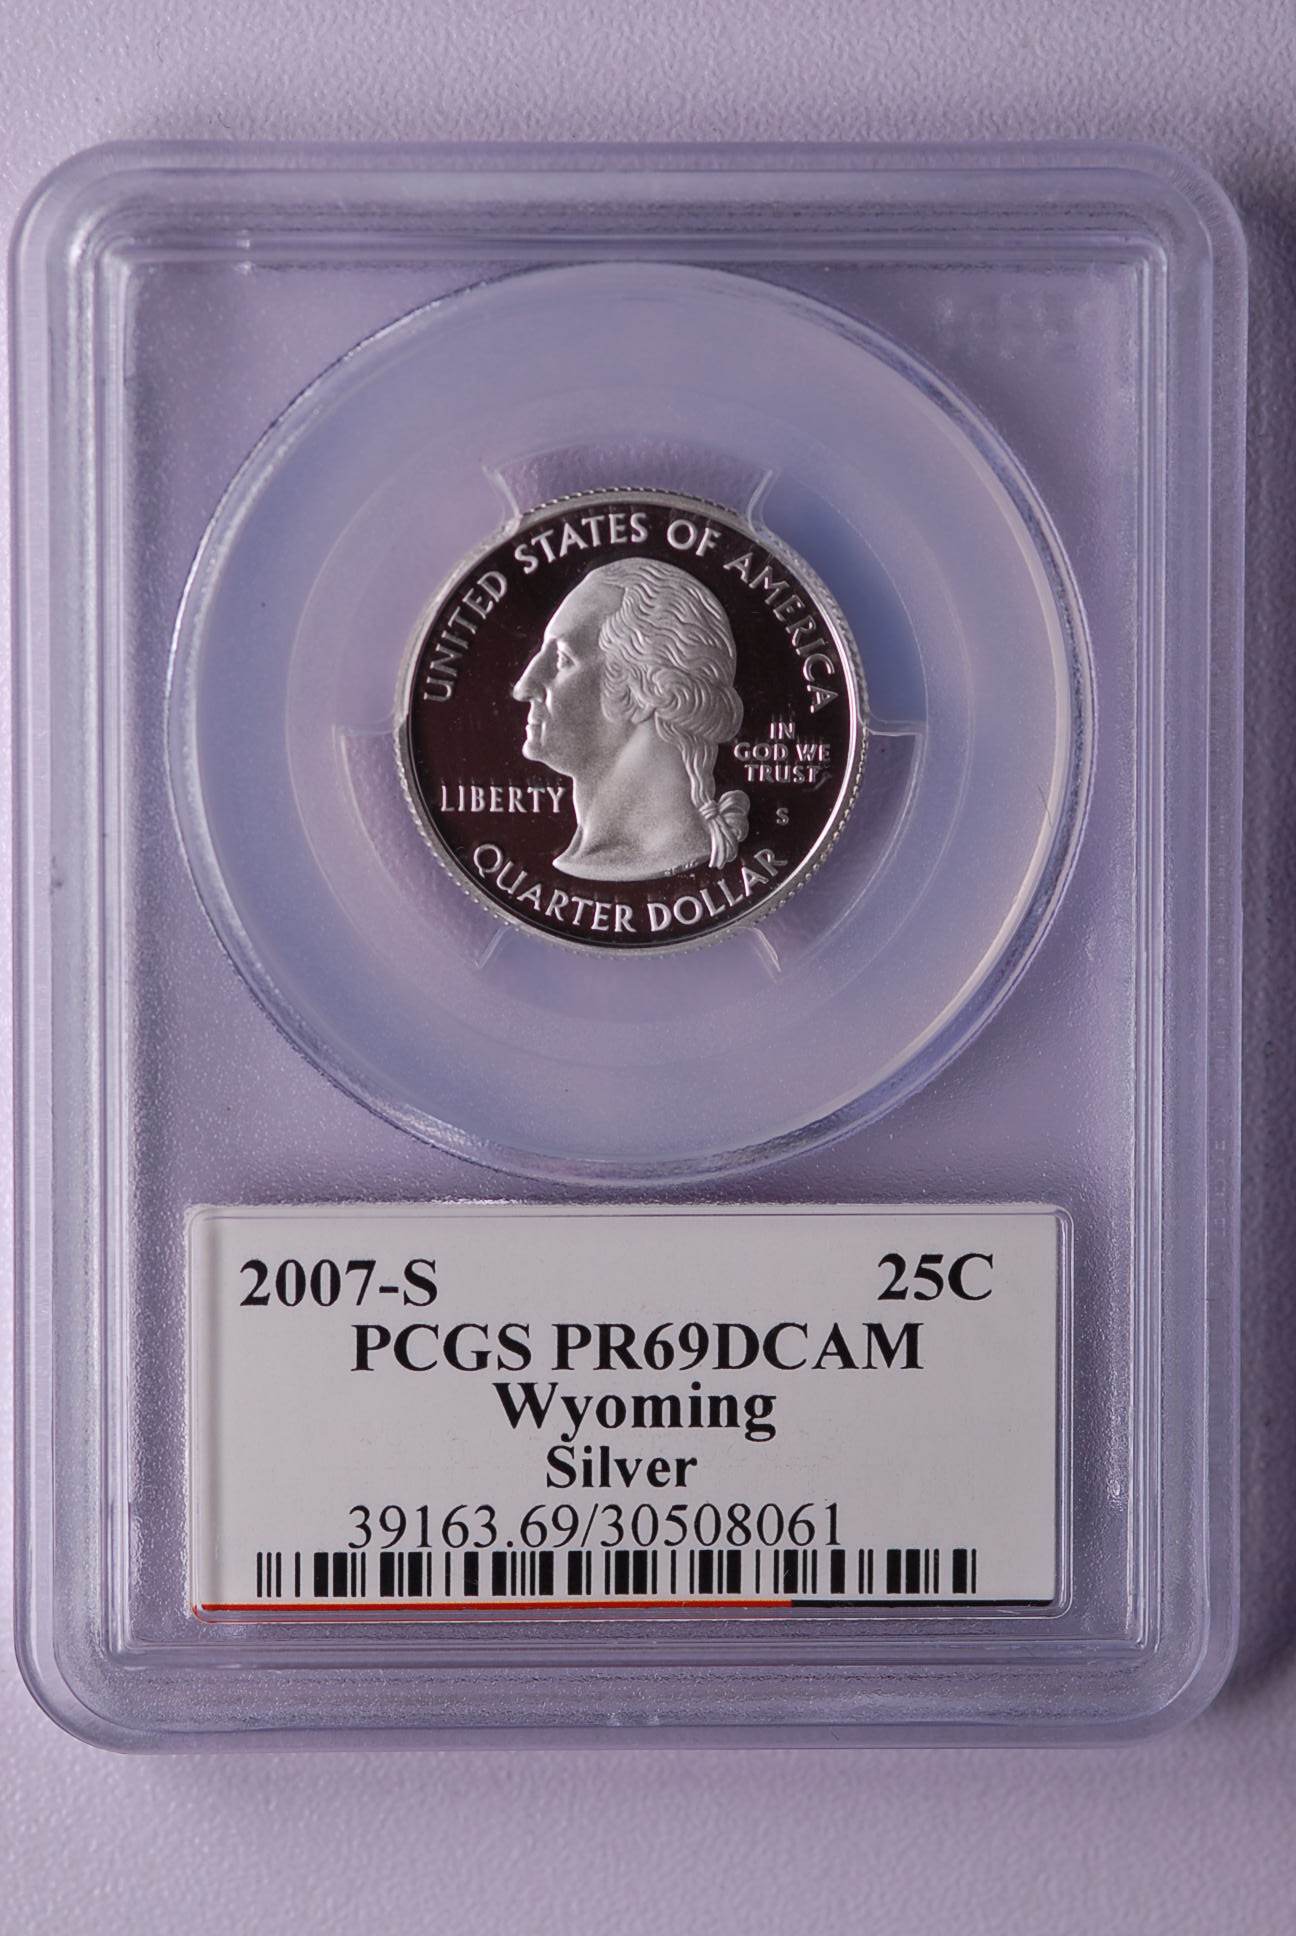 UNITED STATES OF AMERICA
IN
GOD WE
TRUST
LIBERTY
S
QUARTER DOLLAR
2007-S 25C
PCGS PR69DCAM
Wyoming
Silver
39163.69/30508061